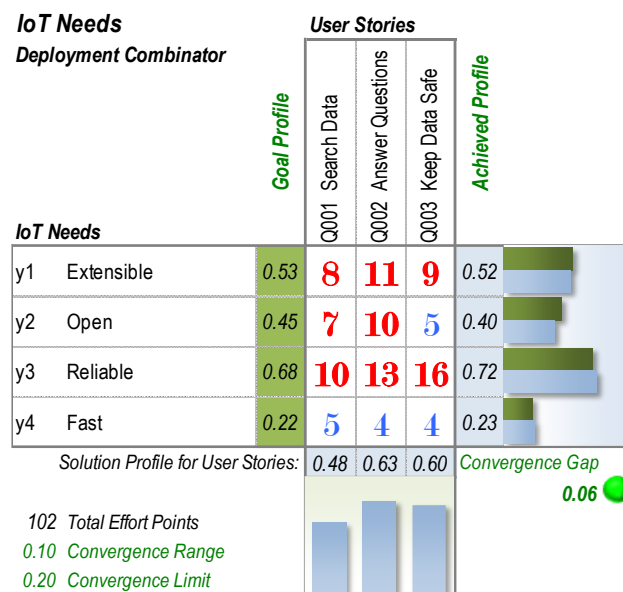 IoT Needs
User Stories
Deployment Combinator
Goal Profile
Q001 Search Data
Q002 Answer Questions
Q003 Keep Data Safe
Achieved Profile
IoT Needs
y1 Extensible 0.53 8 11 9 0.52
y2 Open 0.45 7 10 5 0.40
y3 Reliable 0.68 10 13 16 0.72
y4 Fast 0.22 5 4 4 0.23
Solution Profile for User Stories: 0.48 0.63 0.60 Convergence Gap
0.06
102 Total Effort Points
0.10 Convergence Range
0.20 Convergence Limit